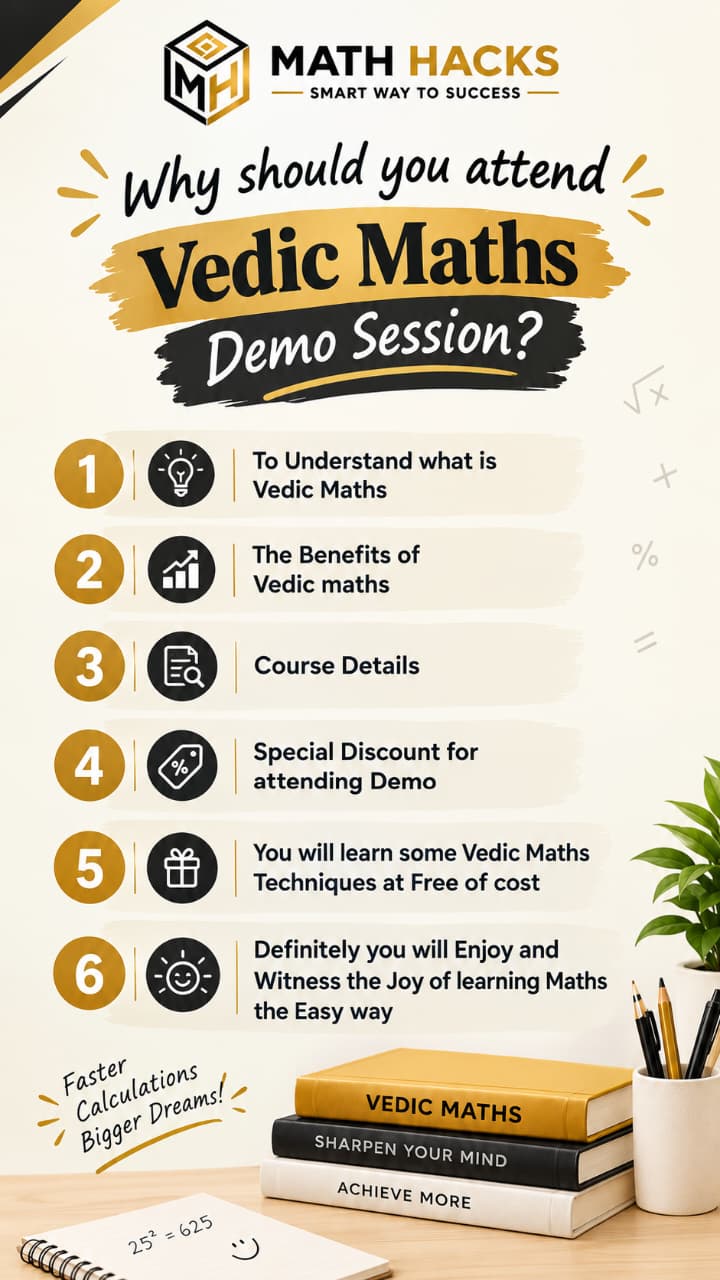 MH
MATH HACKS
SMART WAY TO SUCCESS
Why should you attend
Vedic Maths
Demo Session?
√x
+
%
=
1
To Understand what is
Vedic Maths
2
The Benefits of
Vedic maths
3
Course Details
4
%
Special Discount for
attending Demo
5
You will learn some Vedic Maths
Techniques at Free of cost
6
Definitely you will Enjoy and
Witness the Joy of learning Maths
the Easy way
Faster
Calculations
Bigger Dreams!
VEDIC MATHS
SHARPEN YOUR MIND
ACHIEVE MORE
25² = 625